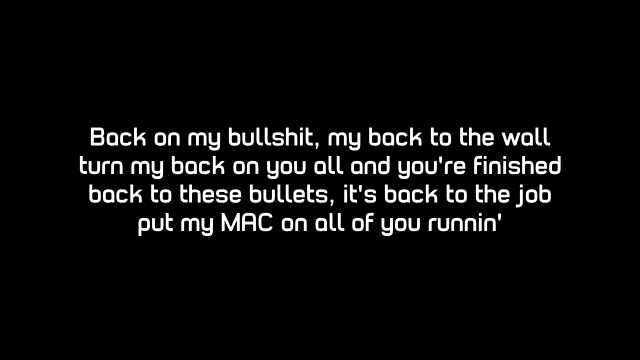 Back on my bullshit, my back to the wall
turn my back on you all and you're finished
back to these bullets, it's back to the job
put my MAC on all of you runnin'